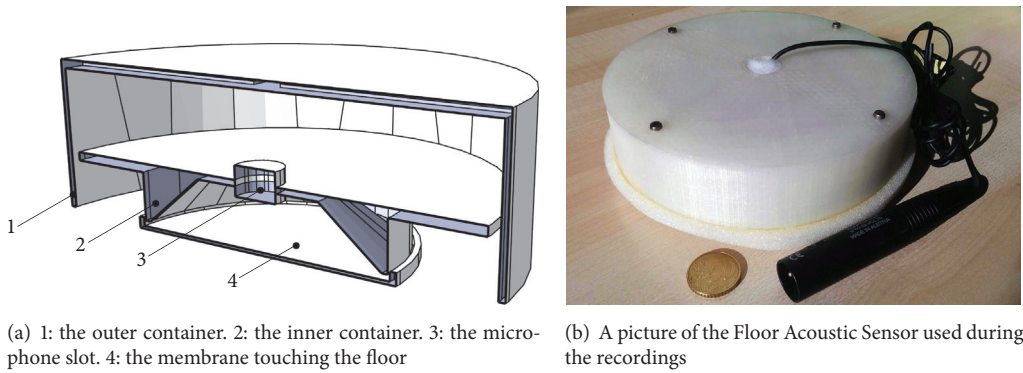 1
2
3
4
(a) 1: the outer container. 2: the inner container. 3: the micro-
phone slot. 4: the membrane touching the floor
(b) A picture of the Floor Acoustic Sensor used during
the recordings